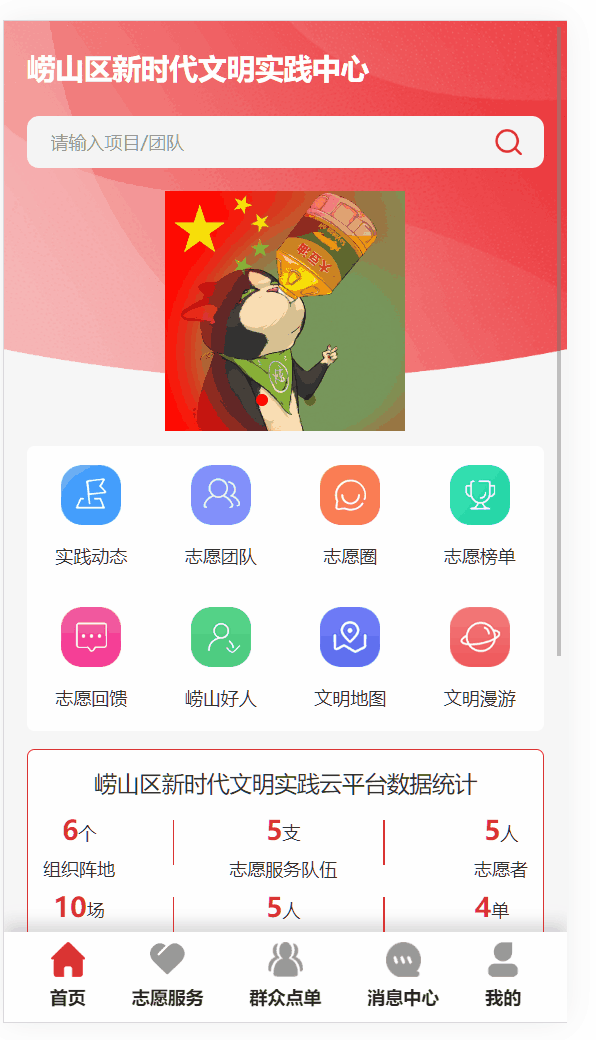 崂山区新时代文明实践中心
请输入项目/团队
大豆油
实践动态 志愿团队 志愿圈 志愿榜单
志愿回馈 崂山好人 文明地图 文明漫游
崂山区新时代文明实践云平台数据统计
6个 5支 5人
组织阵地 志愿服务队伍 志愿者
10场 5人 4单
首页 志愿服务 群众点单 消息中心 我的